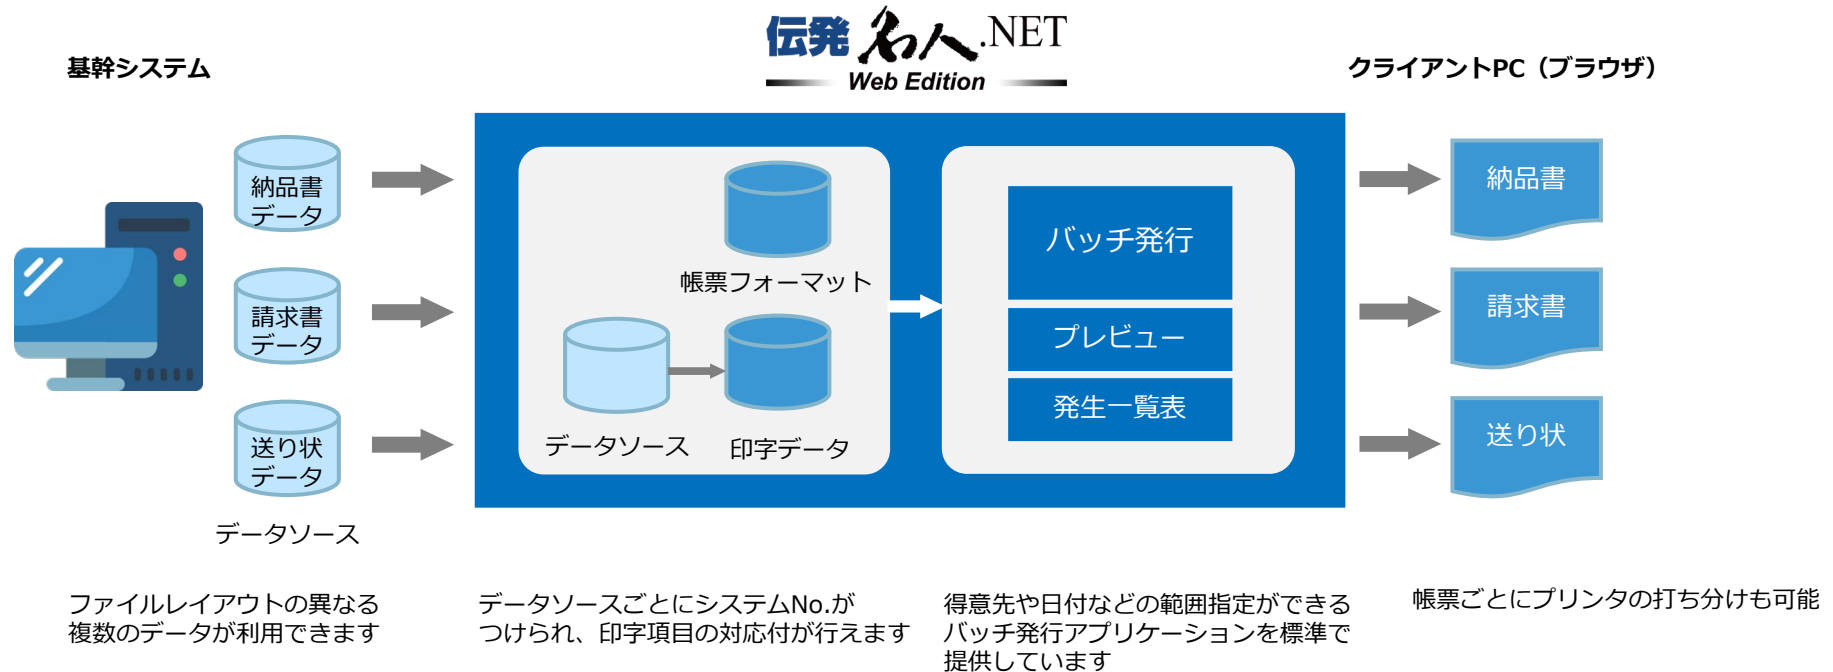 伝発名人.NET
Web Edition
基幹システム
クライアントPC（ブラウザ）
納品書
データ
請求書
データ
送り状
データ
データソース
帳票フォーマット
データソース
印字データ
バッチ発行
プレビュー
発生一覧表
納品書
請求書
送り状
ファイルレイアウトの異なる
複数のデータが利用できます
データソースごとにシステムNo.が
つけられ、印字項目の対応付が行えます
得意先や日付などの範囲指定ができる
バッチ発行アプリケーションを標準で
提供しています
帳票ごとにプリンタの打ち分けも可能